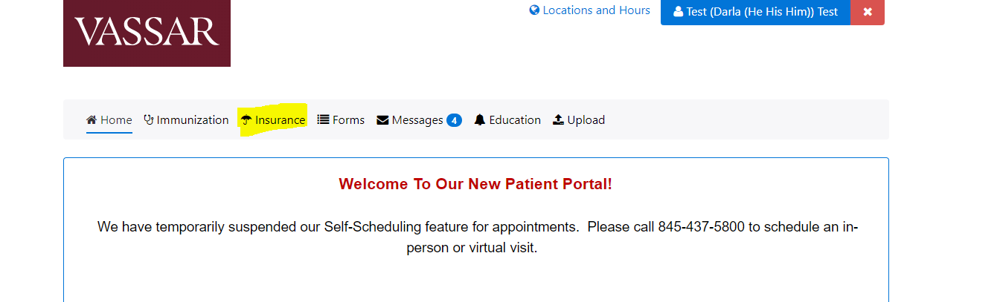 VASSAR
Locations and Hours
Test (Darla (He His Him)) Test
Home Immunization Insurance Forms Messages 4 Education Upload
Welcome To Our New Patient Portal!
We have temporarily suspended our Self-Scheduling feature for appointments.  Please call 845-437-5800 to schedule an in-
person or virtual visit.